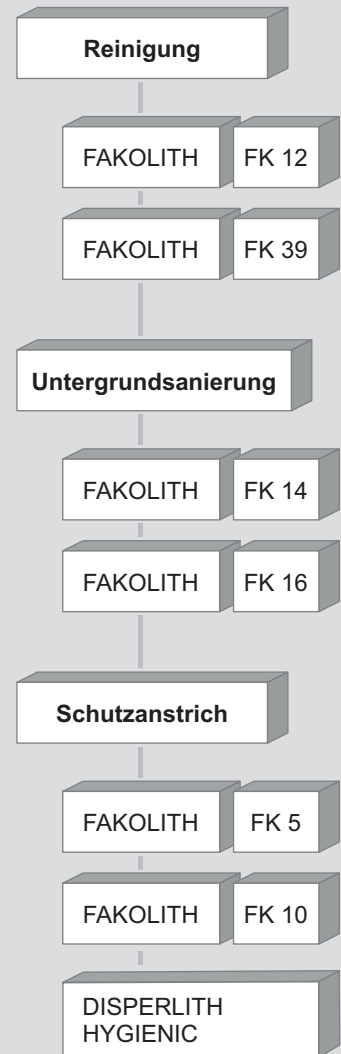 Reinigung
FAKOLITH FK 12
FAKOLITH FK 39
Untergrundsanierung
FAKOLITH FK 14
FAKOLITH FK 16
Schutzanstrich
FAKOLITH FK 5
FAKOLITH FK 10
DISPERLITH
HYGIENIC